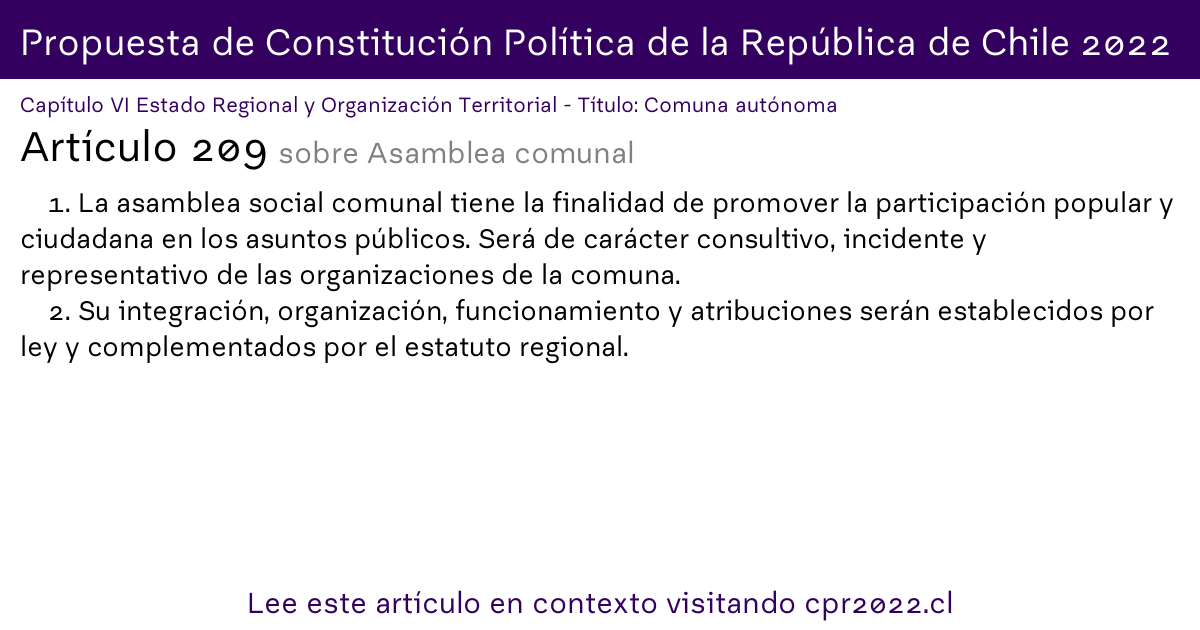 Propuesta de Constitución Política de la República de Chile 2022
Capítulo VI Estado Regional y Organización Territorial - Título: Comuna autónoma
Artículo 209 sobre Asamblea comunal
1. La asamblea social comunal tiene la finalidad de promover la participación popular y
ciudadana en los asuntos públicos. Será de carácter consultivo, incidente y
representativo de las organizaciones de la comuna.
2. Su integración, organización, funcionamiento y atribuciones serán establecidos por
ley y complementados por el estatuto regional.
Lee este artículo en contexto visitando cpr2022.cl